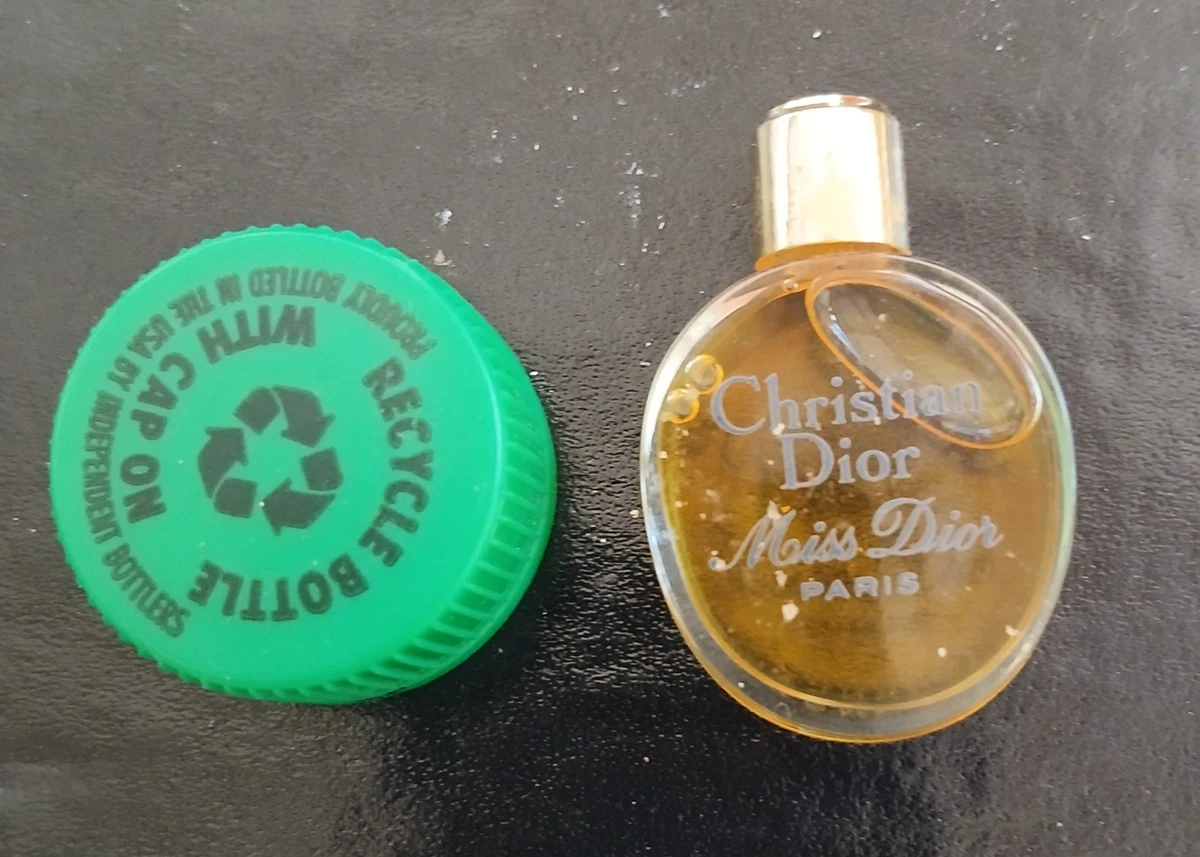 RECYCLE BOTTLE
WITH CAP ON
PROUDLY BOTTLED IN THE USA BY INDEPENDENT BOTTLERS
Christian
Dior
Miss Dior
PARIS